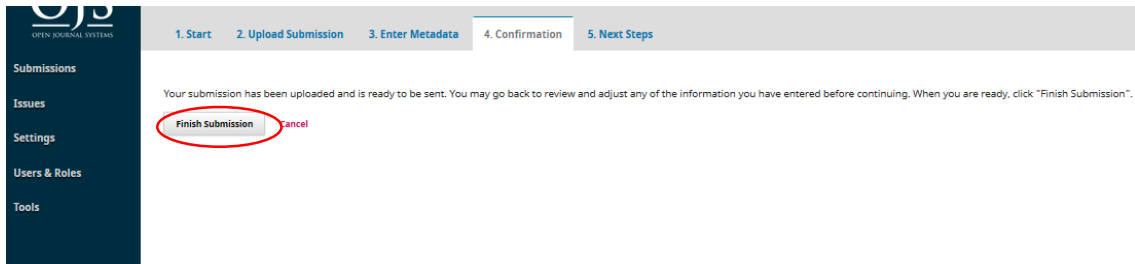 OJS
OPEN JOURNAL SYSTEMS
1. Start 2. Upload Submission 3. Enter Metadata 4. Confirmation 5. Next Steps
Submissions
Issues
Settings
Users & Roles
Tools
Your submission has been uploaded and is ready to be sent. You may go back to review and adjust any of the information you have entered before continuing. When you are ready, click "Finish Submission".
Finish Submission Cancel